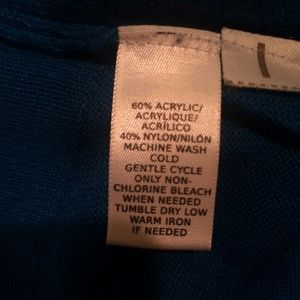 60% ACRYLIC/
ACRYLIQUE/
ACRÍLICO
40% NYLON/NILÓN
MACHINE WASH
COLD
GENTLE CYCLE
ONLY NON-
CHLORINE BLEACH
WHEN NEEDED
TUMBLE DRY LOW
WARM IRON
IF NEEDED